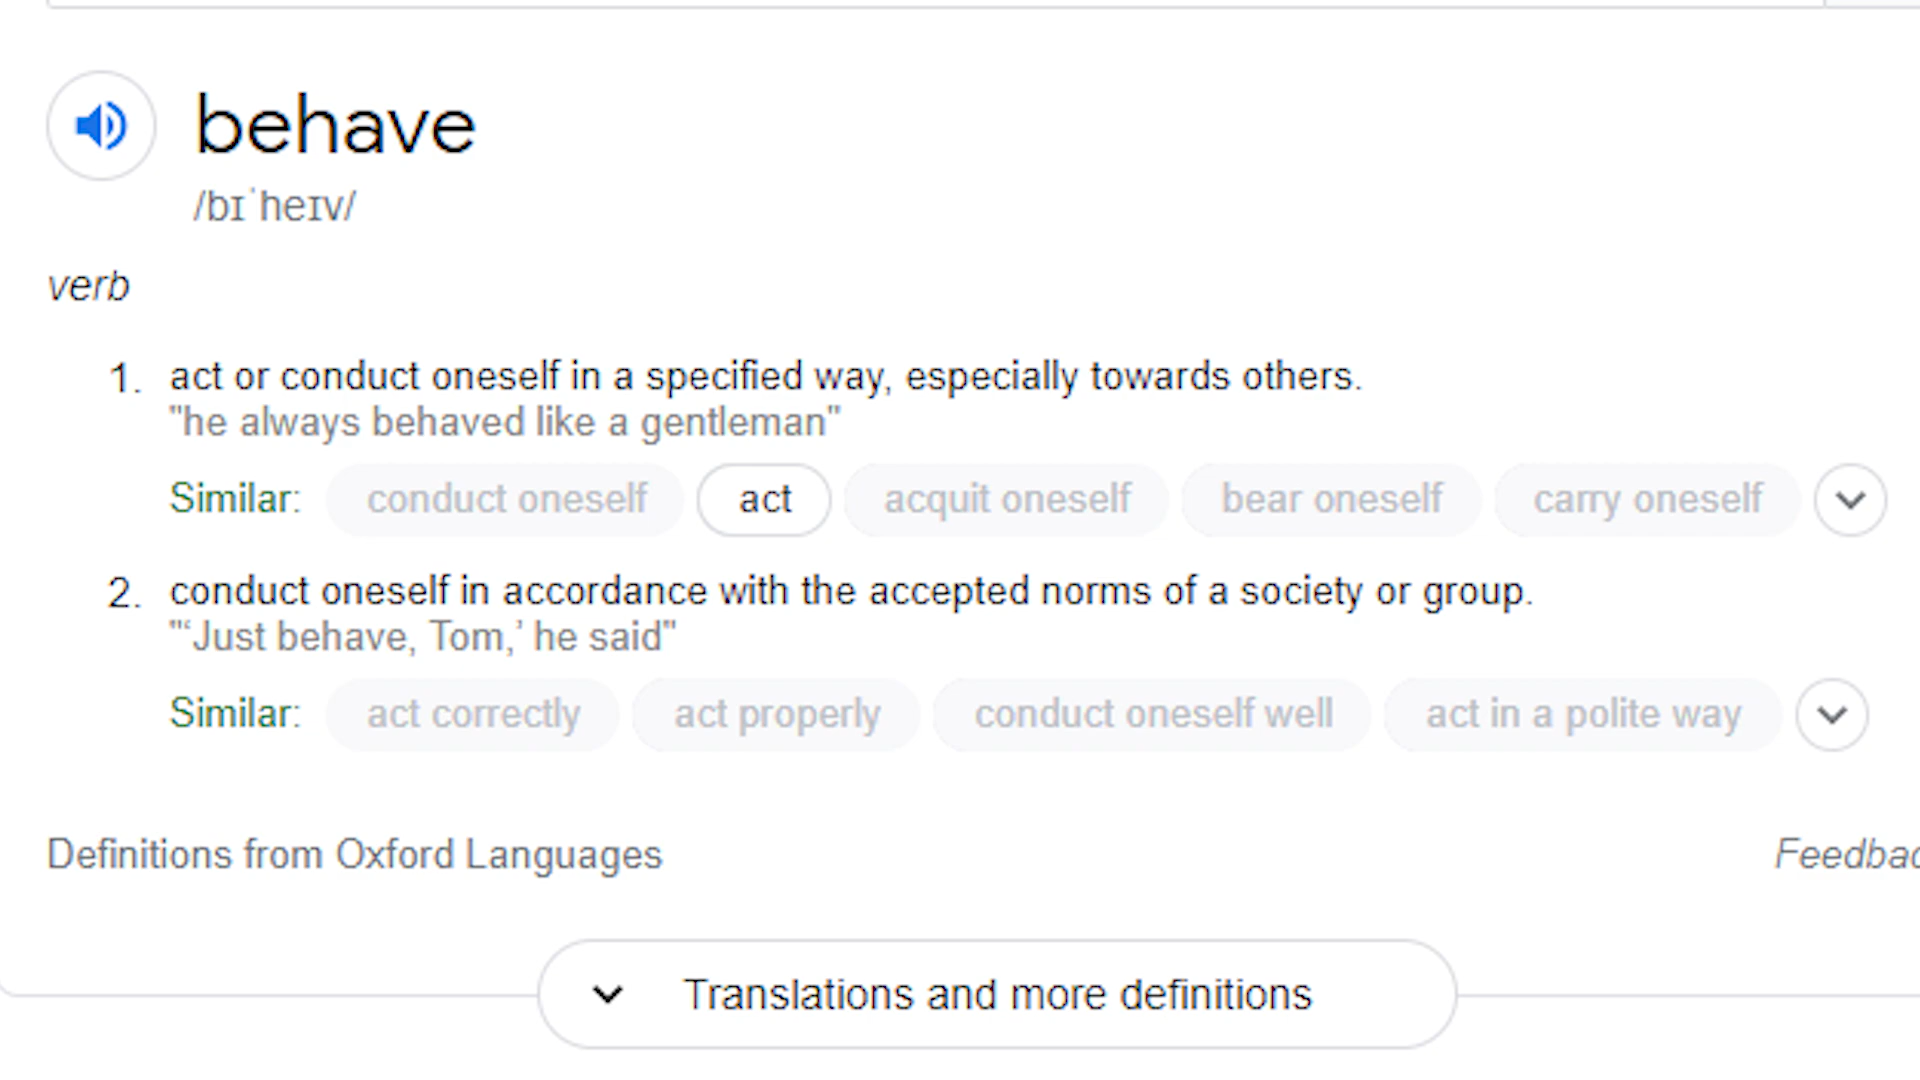 behave
/bɪˈheɪv/
verb
1. act or conduct oneself in a specified way, especially towards others.
"he always behaved like a gentleman"
Similar: conduct oneself act acquit oneself bear oneself carry oneself
2. conduct oneself in accordance with the accepted norms of a society or group.
"‘Just behave, Tom,’ he said"
Similar: act correctly act properly conduct oneself well act in a polite way
Definitions from Oxford Languages
Translations and more definitions